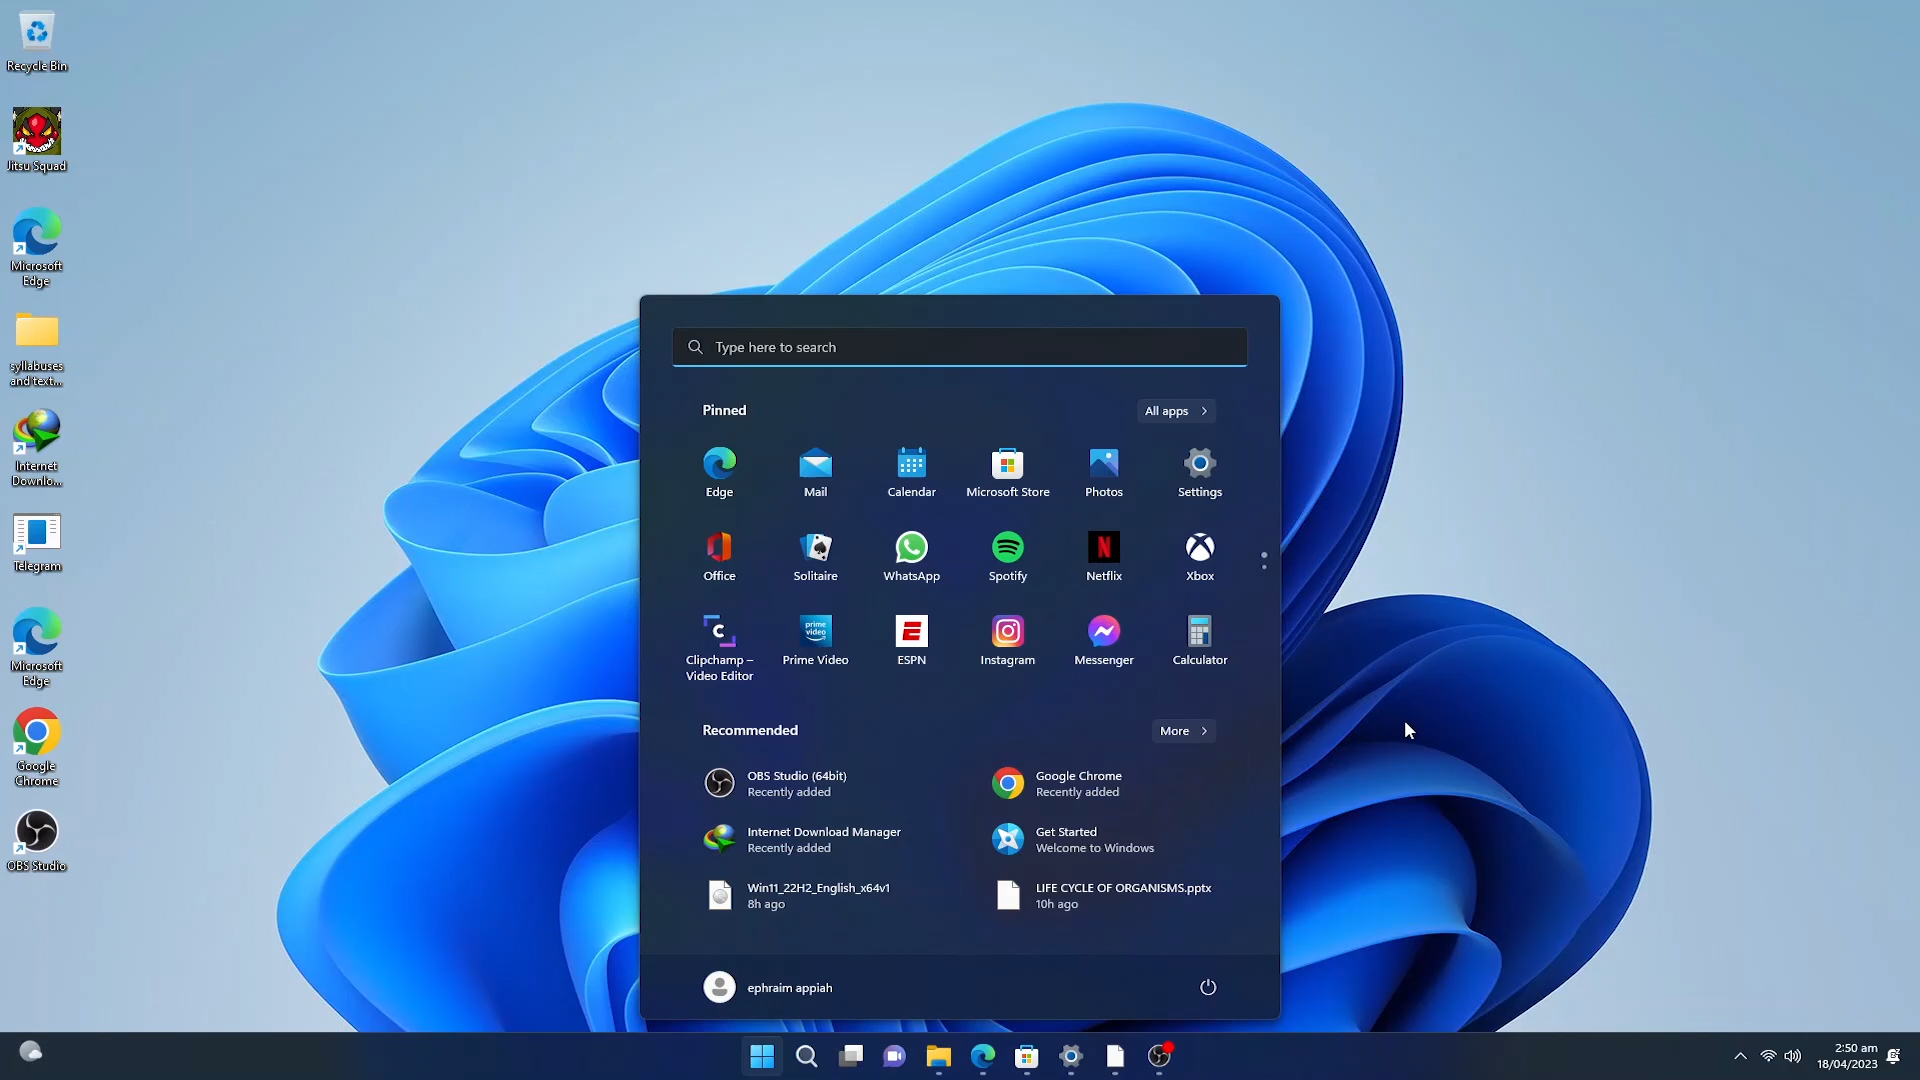 Recycle Bin
Jitsu Squad
Microsoft
Edge
syllabuses
and text...
Internet
Downlo...
Telegram
Microsoft
Edge
Google
Chrome
OBS Studio
Type here to search
Pinned
All apps
Edge
Mail
Calendar
Microsoft Store
Photos
Settings
Office
Solitaire
WhatsApp
Spotify
Netflix
Xbox
prime
video
Clipchamp –
Video Editor
Prime Video
ESPN
Instagram
Messenger
Calculator
Recommended
More
OBS Studio (64bit)
Recently added
Google Chrome
Recently added
Internet Download Manager
Recently added
Get Started
Welcome to Windows
Win11_22H2_English_x64v1
8h ago
LIFE CYCLE OF ORGANISMS.pptx
10h ago
ephraim appiah
2:50 am
18/04/2023